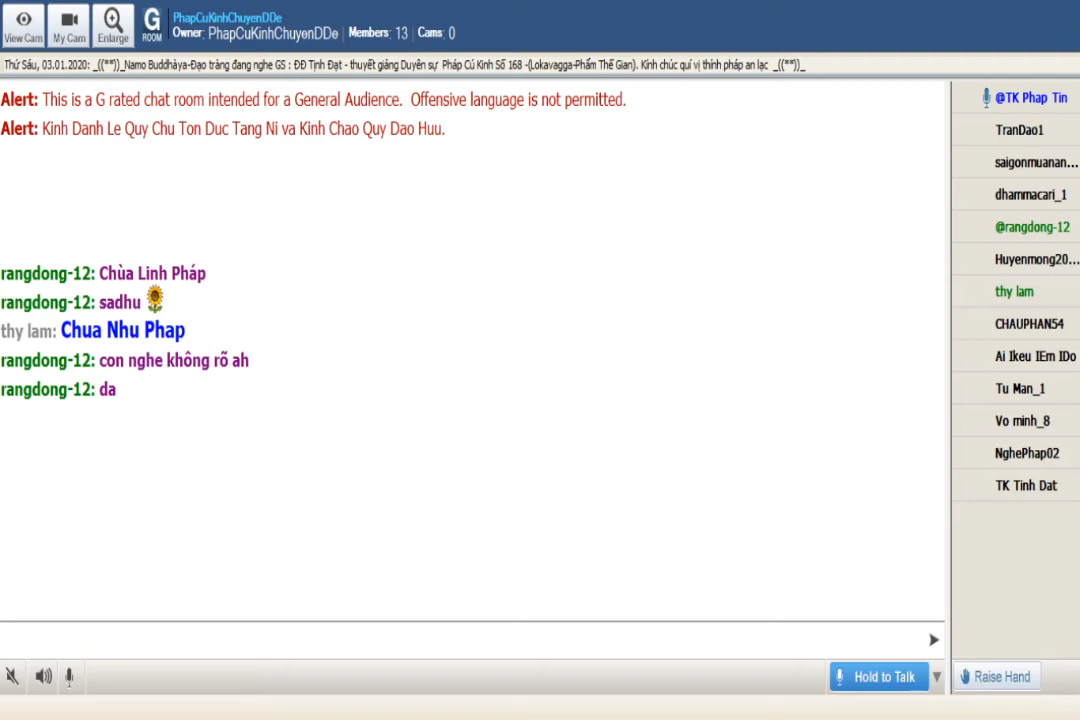 View Cam
My Cam
Enlarge
G
ROOM
PhapCuKinhChuyenDDe
Owner: PhapCuKinhChuyenDDe | Members: 13 | Cams: 0
Thứ Sáu, 03.01.2020: _((**))_Namo Buddhàya-Đạo tràng đang nghe GS : ĐĐ Tịnh Đạt - thuyết giảng Duyên sự Pháp Cú Kinh Số 168 -(Lokavagga-Phẩm Thế Gian). Kính chúc quí vị thính pháp an lạc _((**))_
Alert: This is a G rated chat room intended for a General Audience. Offensive language is not permitted.
Alert: Kinh Danh Le Quy Chu Ton Duc Tang Ni va Kinh Chao Quy Dao Huu.
rangdong-12: Chùa Linh Pháp
rangdong-12: sadhu
thy lam: Chua Nhu Phap
rangdong-12: con nghe không rõ ah
rangdong-12: da
@TK Phap Tin
TranDao1
saigonmuanan...
dhammacari_1
@rangdong-12
Huyenmong20...
thy lam
CHAUPHAN54
Ai Ikeu IEm IDo
Tu Man_1
Vo minh_8
NghePhap02
TK Tinh Dat
Hold to Talk
Raise Hand